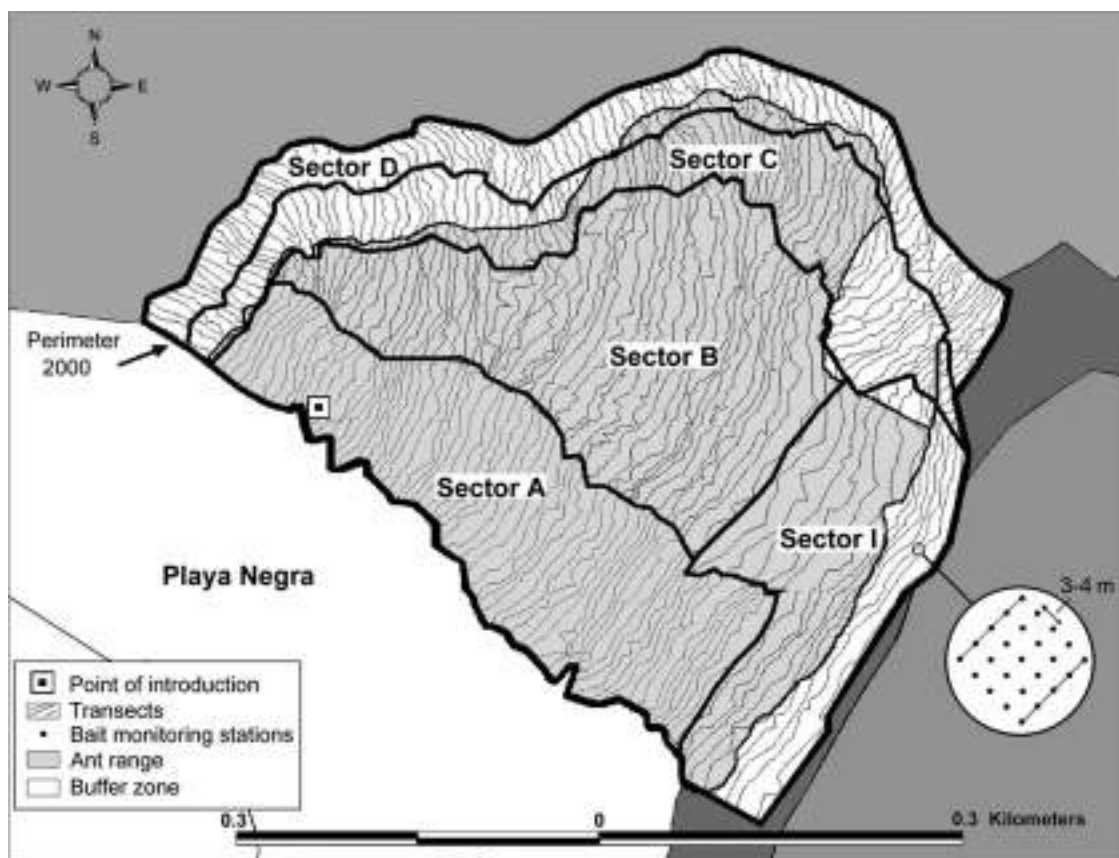 N
W E
S
Sector D
Sector C
Perimeter
2000
Sector B
Sector A
Sector I
Playa Negra
3-4 m
Point of introduction
Transects
Bait monitoring stations
Ant range
Buffer zone
0.3 0 0.3 Kilometers